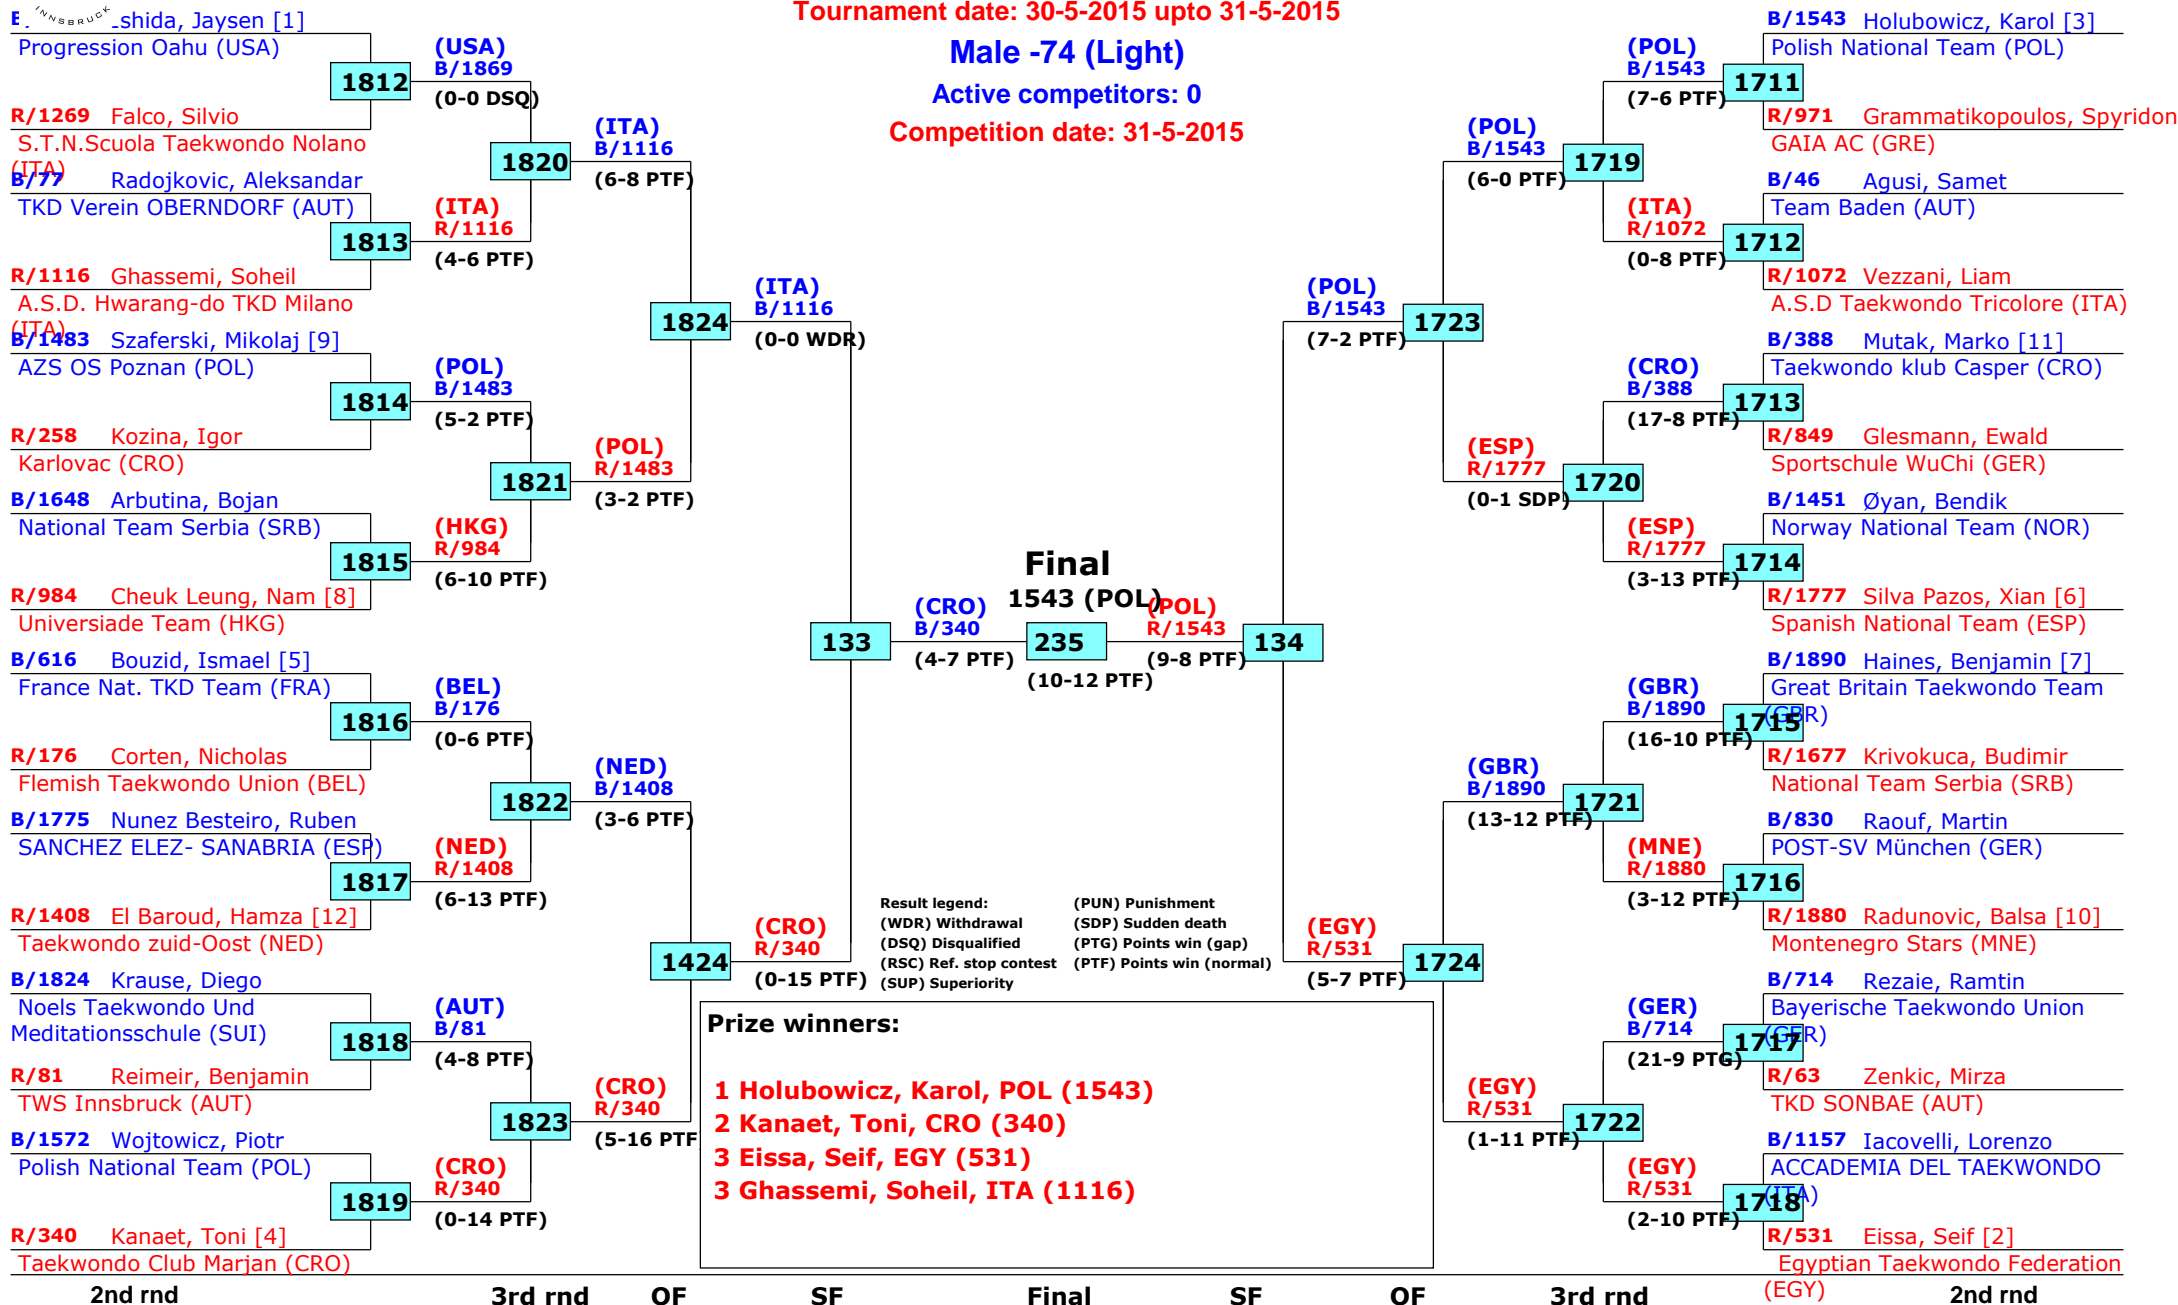 INNSBRUCK
Tournament date: 30-5-2015 upto 31-5-2015
Male -74 (Light)
Active competitors: 0
Competition date: 31-5-2015
shida, Jaysen [1]
Progression Oahu (USA)
1812
R/1269 Falco, Silvio
S.T.N.Scuola Taekwondo Nolano
(ITA)
B/77 Radojkovic, Aleksandar
TKD Verein OBERNDORF (AUT)
1813
R/1116 Ghassemi, Soheil
A.S.D. Hwarang-do TKD Milano
(ITA)
B/1483 Szaferski, Mikolaj [9]
AZS OS Poznan (POL)
1814
R/258 Kozina, Igor
Karlovac (CRO)
B/1648 Arbutina, Bojan
National Team Serbia (SRB)
1815
R/984 Cheuk Leung, Nam [8]
Universiade Team (HKG)
B/616 Bouzid, Ismael [5]
France Nat. TKD Team (FRA)
1816
R/176 Corten, Nicholas
Flemish Taekwondo Union (BEL)
B/1775 Nunez Besteiro, Ruben
SANCHEZ ELEZ- SANABRIA (ESP)
1817
R/1408 El Baroud, Hamza [12]
Taekwondo zuid-Oost (NED)
B/1824 Krause, Diego
Noels Taekwondo Und
Meditationsschule (SUI)
1818
R/81 Reimeir, Benjamin
TWS Innsbruck (AUT)
B/1572 Wojtowicz, Piotr
Polish National Team (POL)
1819
R/340 Kanaet, Toni [4]
Taekwondo Club Marjan (CRO)
(USA)
B/1869
(0-0 DSQ)
1820
(ITA)
R/1116
(4-6 PTF)
(POL)
B/1483
(5-2 PTF)
1821
(HKG)
R/984
(6-10 PTF)
(BEL)
B/176
(0-6 PTF)
1822
(NED)
R/1408
(6-13 PTF)
(AUT)
B/81
(4-8 PTF)
1823
(CRO)
R/340
(0-14 PTF)
(ITA)
B/1116
(6-8 PTF)
1824
(POL)
R/1483
(3-2 PTF)
(NED)
B/1408
(3-6 PTF)
1424
(CRO)
R/340
(5-16 PTF
(ITA)
B/1116
(0-0 WDR)
133
(CRO)
R/340
(0-15 PTF)
(CRO)
B/340
(4-7 PTF)
Final
1543 (POL)
235
(10-12 PTF)
(POL)
R/1543
(9-8 PTF)
134
(POL)
B/1543
(7-2 PTF)
1723
(EGY)
R/531
(5-7 PTF)
1724
(POL)
B/1543
(6-0 PTF)
1719
(ESP)
R/1777
(0-1 SDP)
1720
(GBR)
B/1890
(13-12 PTF)
1721
(EGY)
R/531
(1-11 PTF)
1722
(POL)
B/1543
(7-6 PTF)
(ITA)
R/1072
(0-8 PTF)
(CRO)
B/388
(17-8 PTF)
(ESP)
R/1777
(3-13 PTF)
(GBR)
B/1890
(16-10 PTF)
(MNE)
R/1880
(3-12 PTF)
(GER)
B/714
(21-9 PTG)
(EGY)
R/531
(2-10 PTF)
B/1543 Holubowicz, Karol [3]
Polish National Team (POL)
1711
R/971 Grammatikopoulos, Spyridon
GAIA AC (GRE)
B/46 Agusi, Samet
Team Baden (AUT)
1712
R/1072 Vezzani, Liam
A.S.D Taekwondo Tricolore (ITA)
B/388 Mutak, Marko [11]
Taekwondo klub Casper (CRO)
1713
R/849 Glesmann, Ewald
Sportschule WuChi (GER)
B/1451 Øyan, Bendik
Norway National Team (NOR)
1714
R/1777 Silva Pazos, Xian [6]
Spanish National Team (ESP)
B/1890 Haines, Benjamin [7]
Great Britain Taekwondo Team
(GBR)
1715
R/1677 Krivokuca, Budimir
National Team Serbia (SRB)
B/830 Raouf, Martin
POST-SV München (GER)
1716
R/1880 Radunovic, Balsa [10]
Montenegro Stars (MNE)
B/714 Rezaie, Ramtin
Bayerische Taekwondo Union
(GER)
1717
R/63 Zenkic, Mirza
TKD SONBAE (AUT)
B/1157 Iacovelli, Lorenzo
ACCADEMIA DEL TAEKWONDO
(ITA)
1718
R/531 Eissa, Seif [2]
Egyptian Taekwondo Federation
(EGY)
Result legend: (PUN) Punishment
(WDR) Withdrawal (SDP) Sudden death
(DSQ) Disqualified (PTG) Points win (gap)
(RSC) Ref. stop contest (PTF) Points win (normal)
(SUP) Superiority
Prize winners:
1 Holubowicz, Karol, POL (1543)
2 Kanaet, Toni, CRO (340)
3 Eissa, Seif, EGY (531)
3 Ghassemi, Soheil, ITA (1116)
2nd rnd 3rd rnd OF SF Final SF OF 3rd rnd 2nd rnd